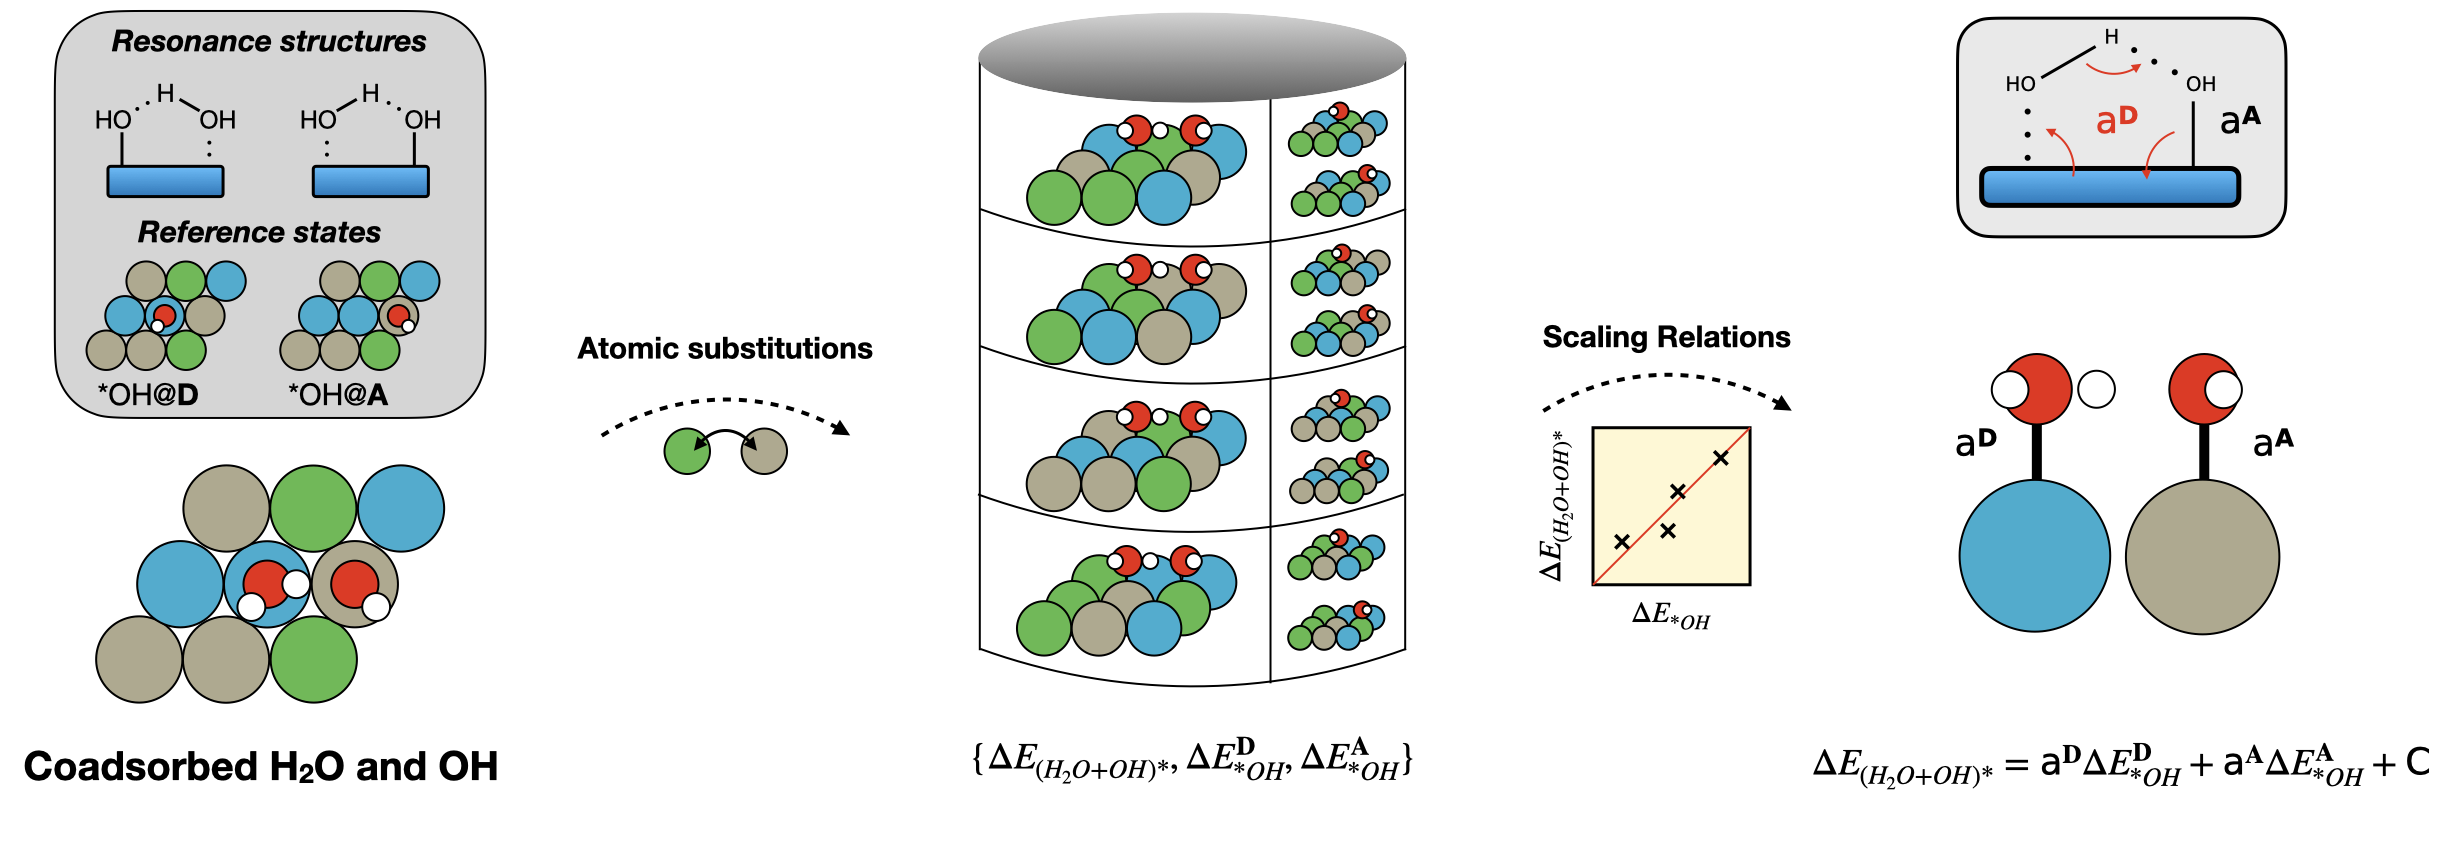 Resonance structures
H
HO
OH
H
HO
OH
Reference states
*OH@D
*OH@A
Coadsorbed H₂O and OH
Atomic substitutions
{ΔE(H₂O+OH)*, ΔEᴰ*OH, ΔEᴬ*OH}
Scaling Relations
ΔE(H₂O+OH)*
ΔE*OH
H
HO
OH
aᴰ
aᴬ
aᴰ
aᴬ
ΔE(H₂O+OH)* = aᴰΔEᴰ*OH + aᴬΔEᴬ*OH + C